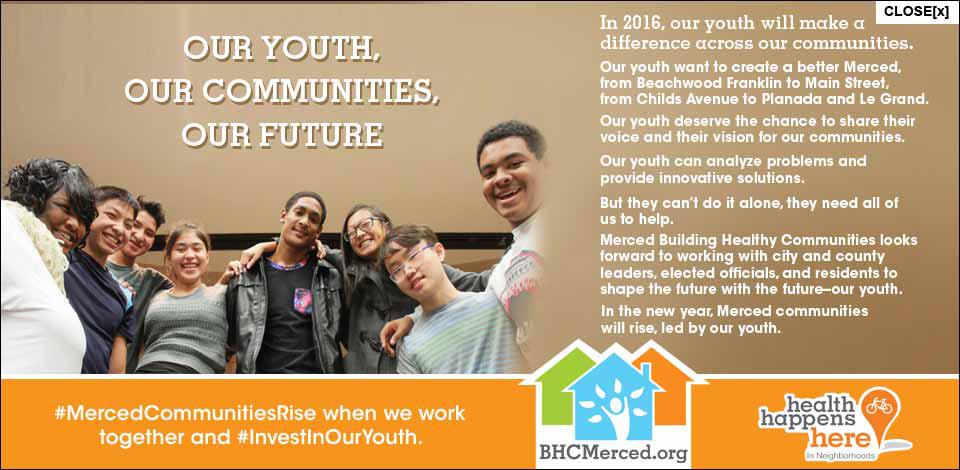 CLOSE[x]
OUR YOUTH,
OUR COMMUNITIES,
OUR FUTURE
In 2016, our youth will make a
difference across our communities.
Our youth want to create a better Merced,
from Beachwood Franklin to Main Street,
from Childs Avenue to Planada and Le Grand.
Our youth deserve the chance to share their
voice and their vision for our communities.
Our youth can analyze problems and
provide innovative solutions.
But they can't do it alone, they need all of
us to help.
Merced Building Healthy Communities looks
forward to working with city and county
leaders, elected officials, and residents to
shape the future with the future—our youth.
In the new year, Merced communities
will rise, led by our youth.
#MercedCommunitiesRise when we work
together and #InvestInOurYouth.
BHCMerced.org
health
happens
here
In Neighborhoods